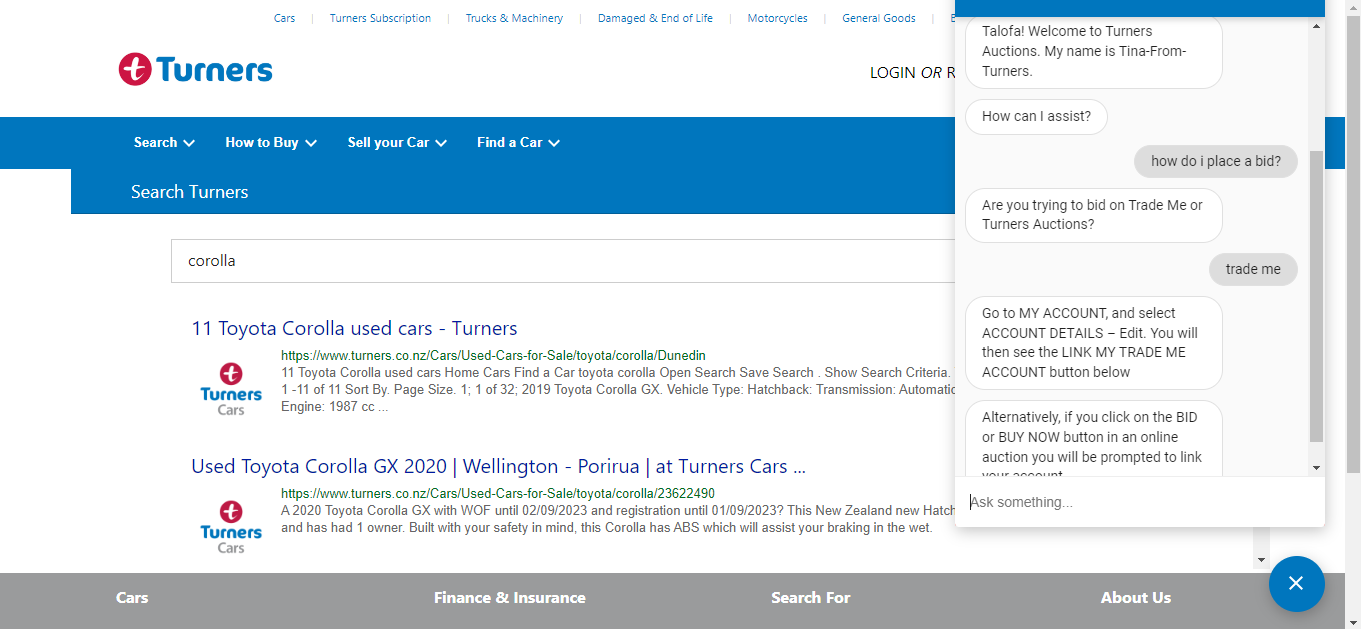 Cars
Turners Subscription
Trucks & Machinery
Damaged & End of Life
Motorcycles
General Goods
Turners
LOGIN OR R
Search
How to Buy
Sell your Car
Find a Car
Search Turners
corolla
11 Toyota Corolla used cars - Turners
https://www.turners.co.nz/Cars/Used-Cars-for-Sale/toyota/corolla/Dunedin
11 Toyota Corolla used cars Home Cars Find a Car toyota corolla Open Search Save Search . Show Search Criteria.
1 -11 of 11 Sort By. Page Size. 1; 1 of 32; 2019 Toyota Corolla GX. Vehicle Type: Hatchback: Transmission: Automatic
Engine: 1987 cc ...
Turners
Cars
Used Toyota Corolla GX 2020 | Wellington - Porirua | at Turners Cars ...
https://www.turners.co.nz/Cars/Used-Cars-for-Sale/toyota/corolla/23622490
A 2020 Toyota Corolla GX with WOF until 02/09/2023 and registration until 01/09/2023? This New Zealand new Hatch
and has had 1 owner. Built with your safety in mind, this Corolla has ABS which will assist your braking in the wet.
Turners
Cars
Talofa! Welcome to Turners
Auctions. My name is Tina-From-
Turners.
How can I assist?
how do i place a bid?
Are you trying to bid on Trade Me or
Turners Auctions?
trade me
Go to MY ACCOUNT, and select
ACCOUNT DETAILS – Edit. You will
then see the LINK MY TRADE ME
ACCOUNT button below
Alternatively, if you click on the BID
or BUY NOW button in an online
auction you will be prompted to link
your account
Ask something...
Cars
Finance & Insurance
Search For
About Us